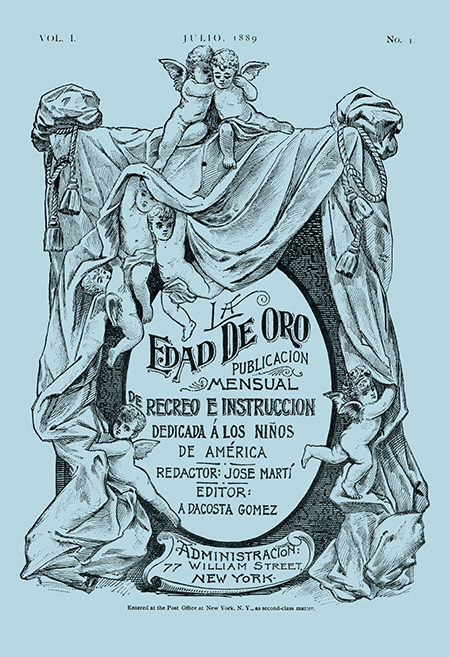 VOL. I.
JULIO, 1889
No. 1.
LA
EDAD DE ORO
PUBLICACION
MENSUAL
DE RECREO E INSTRUCCION
DEDICADA Á LOS NIÑOS
DE AMÉRICA
REDACTOR: JOSE MARTÍ
EDITOR:
A DACOSTA GOMEZ
ADMINISTRACION:
77 WILLIAM STREET,
NEW YORK.
Entered at the Post Office at New York, N. Y., as second-class matter.